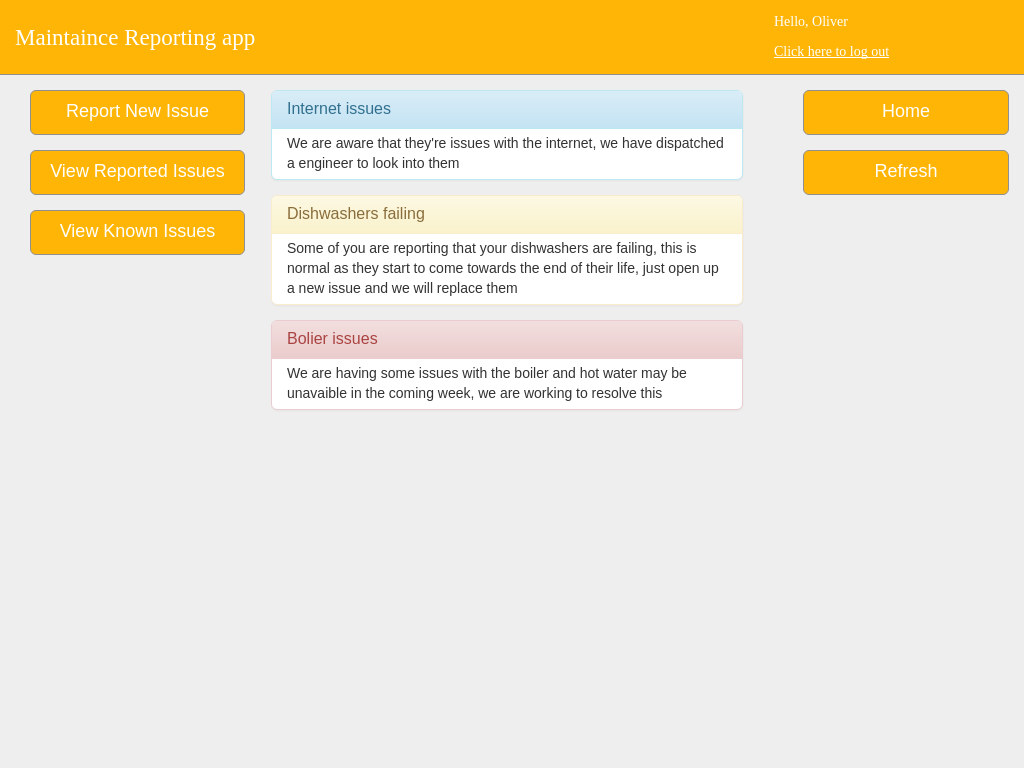 Maintaince Reporting app
Hello, Oliver
Click here to log out
Report New Issue
View Reported Issues
View Known Issues
Internet issues
We are aware that they're issues with the internet, we have dispatched
a engineer to look into them
Dishwashers failing
Some of you are reporting that your dishwashers are failing, this is
normal as they start to come towards the end of their life, just open up
a new issue and we will replace them
Bolier issues
We are having some issues with the boiler and hot water may be
unavaible in the coming week, we are working to resolve this
Home
Refresh